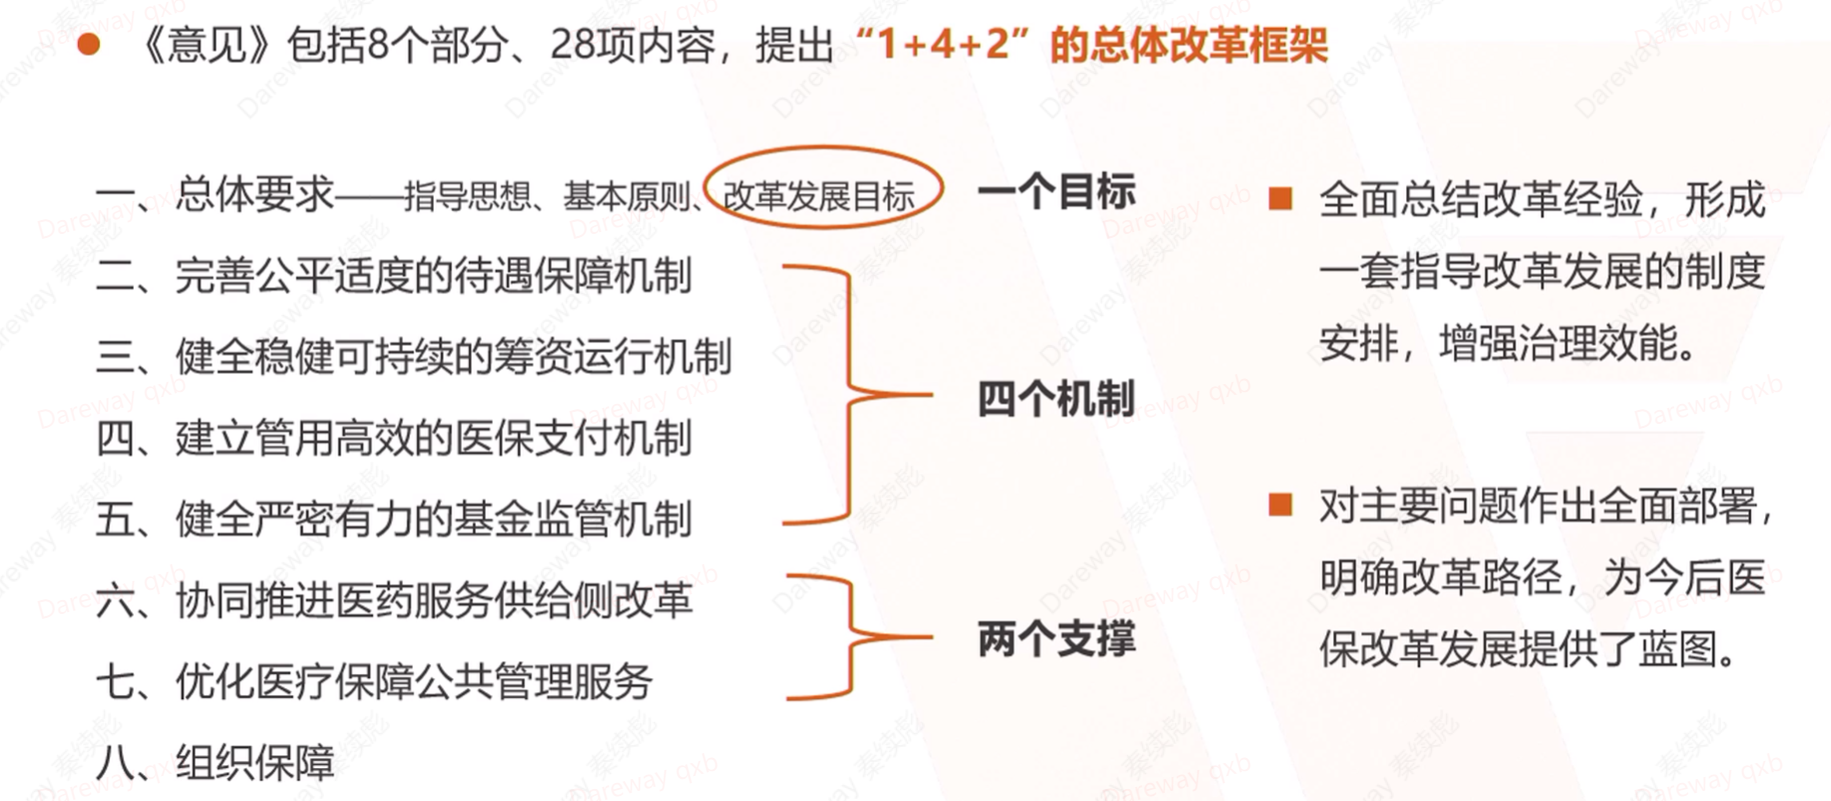 《意见》包括8个部分、28项内容，提出“1+4+2”的总体改革框架
一、总体要求——指导思想、基本原则、改革发展目标
一个目标
二、完善公平适度的待遇保障机制
三、健全稳健可持续的筹资运行机制
四、建立管用高效的医保支付机制
五、健全严密有力的基金监管机制
四个机制
六、协同推进医药服务供给侧改革
七、优化医疗保障公共管理服务
两个支撑
八、组织保障
全面总结改革经验，形成
一套指导改革发展的制度
安排，增强治理效能。
对主要问题作出全面部署，
明确改革路径，为今后医
保改革发展提供了蓝图。
Dareway 秦续彪
Dareway qxb